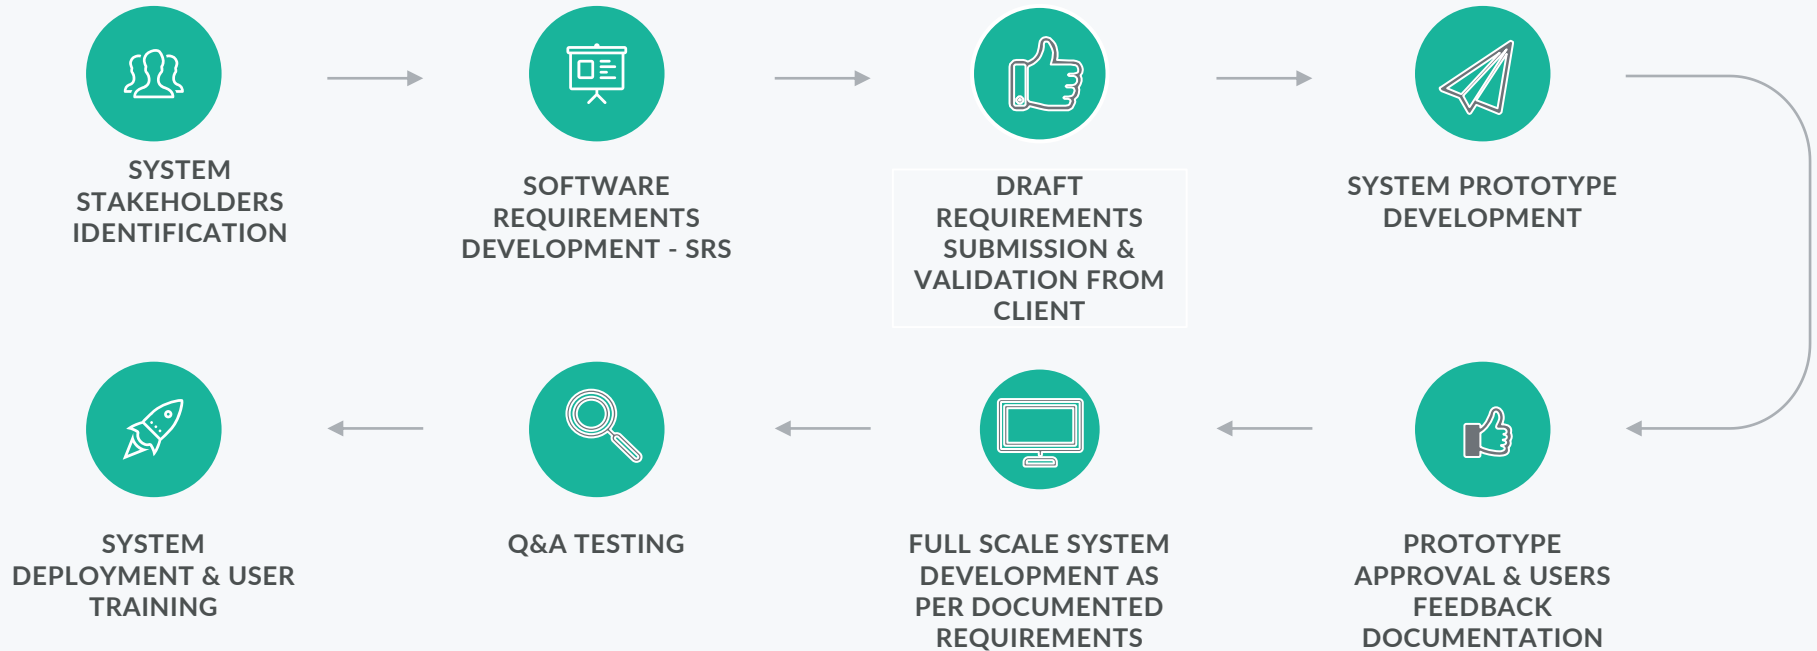 SYSTEM
STAKEHOLDERS
IDENTIFICATION
SOFTWARE
REQUIREMENTS
DEVELOPMENT - SRS
DRAFT
REQUIREMENTS
SUBMISSION &
VALIDATION FROM
CLIENT
SYSTEM PROTOTYPE
DEVELOPMENT
PROTOTYPE
APPROVAL & USERS
FEEDBACK
DOCUMENTATION
FULL SCALE SYSTEM
DEVELOPMENT AS
PER DOCUMENTED
REQUIREMENTS
Q&A TESTING
SYSTEM
DEPLOYMENT & USER
TRAINING